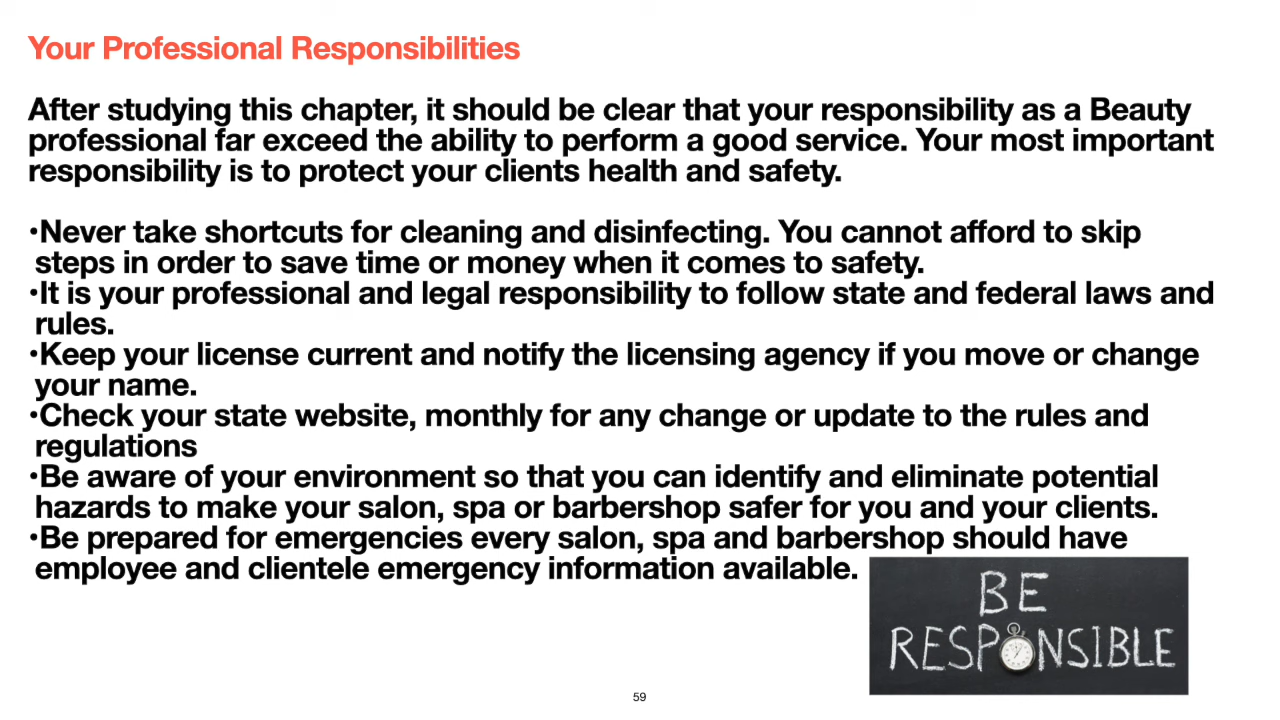 Your Professional Responsibilities
After studying this chapter, it should be clear that your responsibility as a Beauty
professional far exceed the ability to perform a good service. Your most important
responsibility is to protect your clients health and safety.
•Never take shortcuts for cleaning and disinfecting. You cannot afford to skip
steps in order to save time or money when it comes to safety.
•It is your professional and legal responsibility to follow state and federal laws and
rules.
•Keep your license current and notify the licensing agency if you move or change
your name.
•Check your state website, monthly for any change or update to the rules and
regulations
•Be aware of your environment so that you can identify and eliminate potential
hazards to make your salon, spa or barbershop safer for you and your clients.
•Be prepared for emergencies every salon, spa and barbershop should have
employee and clientele emergency information available.
BE
RESPONSIBLE
59